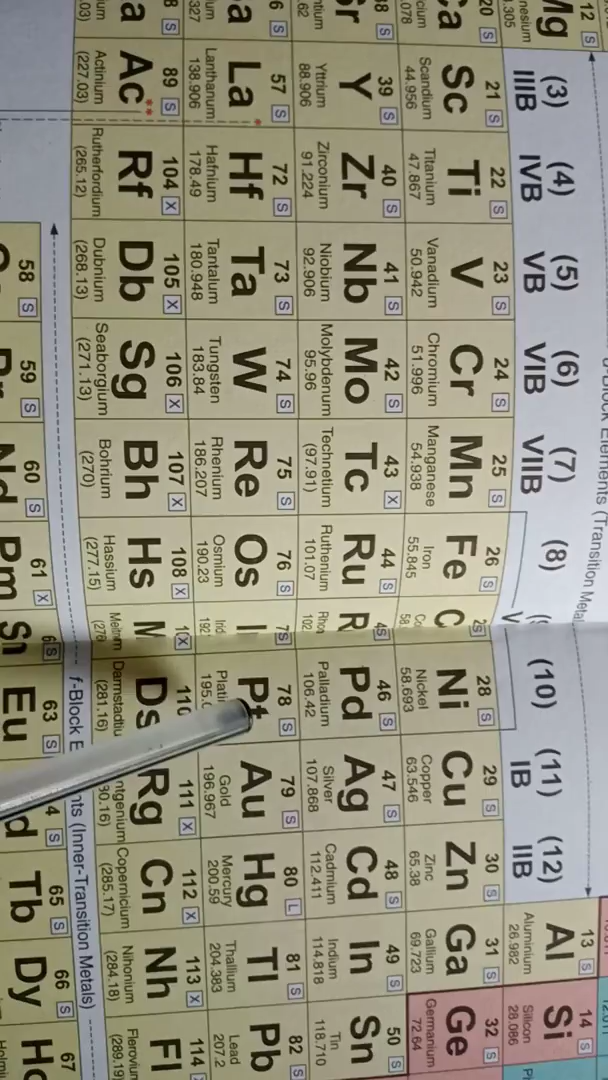 12 S
Mg
20 S
Ca
38 S
Sr
(3) (4) (5) (6) (7) (8) (10) (11) (12)
IIIB IVB VB VIB VIIB IB IIB
13 S 14 S
Al Si
Aluminium Silicon
26.982 28.086
21 S 22 S 23 S 24 S 25 S 26 S 28 S 29 S 30 S 31 S 32 S
Sc Ti V Cr Mn Fe Ni Cu Zn Ga Ge
Scandium Titanium Vanadium Chromium Manganese Iron Nickel Copper Zinc Gallium Germanium
44.956 47.867 50.942 51.996 54.938 55.845 58.693 63.546 65.38 69.723 72.64
39 S 40 S 41 S 42 S 43 X 44 S 46 S 47 S 48 S 49 S 50 S
Y Zr Nb Mo Tc Ru Pd Ag Cd In Sn
Yttrium Zirconium Niobium Molybdenum Technetium Ruthenium Palladium Silver Cadmium Indium Tin
88.906 91.224 92.906 95.96 (97.91) 101.07 106.42 107.868 112.411 114.818 118.710
57 S 72 S 73 S 74 S 75 S 76 S 78 S 79 S 80 L 81 S 82 S
La* Hf Ta W Re Os Pt Au Hg Tl Pb
Lanthanum Hafnium Tantalum Tungsten Rhenium Osmium Gold Mercury Thallium Lead
138.906 178.49 180.948 183.84 186.207 190.23 196.967 200.59 204.383 207.2
89 S 104 X 105 X 106 X 107 X 108 X 110 111 X 112 X 113 X 114
Ac** Rf Db Sg Bh Hs Ds Rg Cn Nh Fl
Actinium Rutherfordium Dubnium Seaborgium Bohrium Hassium Copernicium Nihonium
(227.03) (265.12) (268.13) (271.13) (270) (277.15) (281.16) (285.17) (284.18)
(Inner-Transition Metals)
58 S 59 S 60 S 61 X 63 S 65 S 66 S 67
Nd Pm Eu Tb Dy